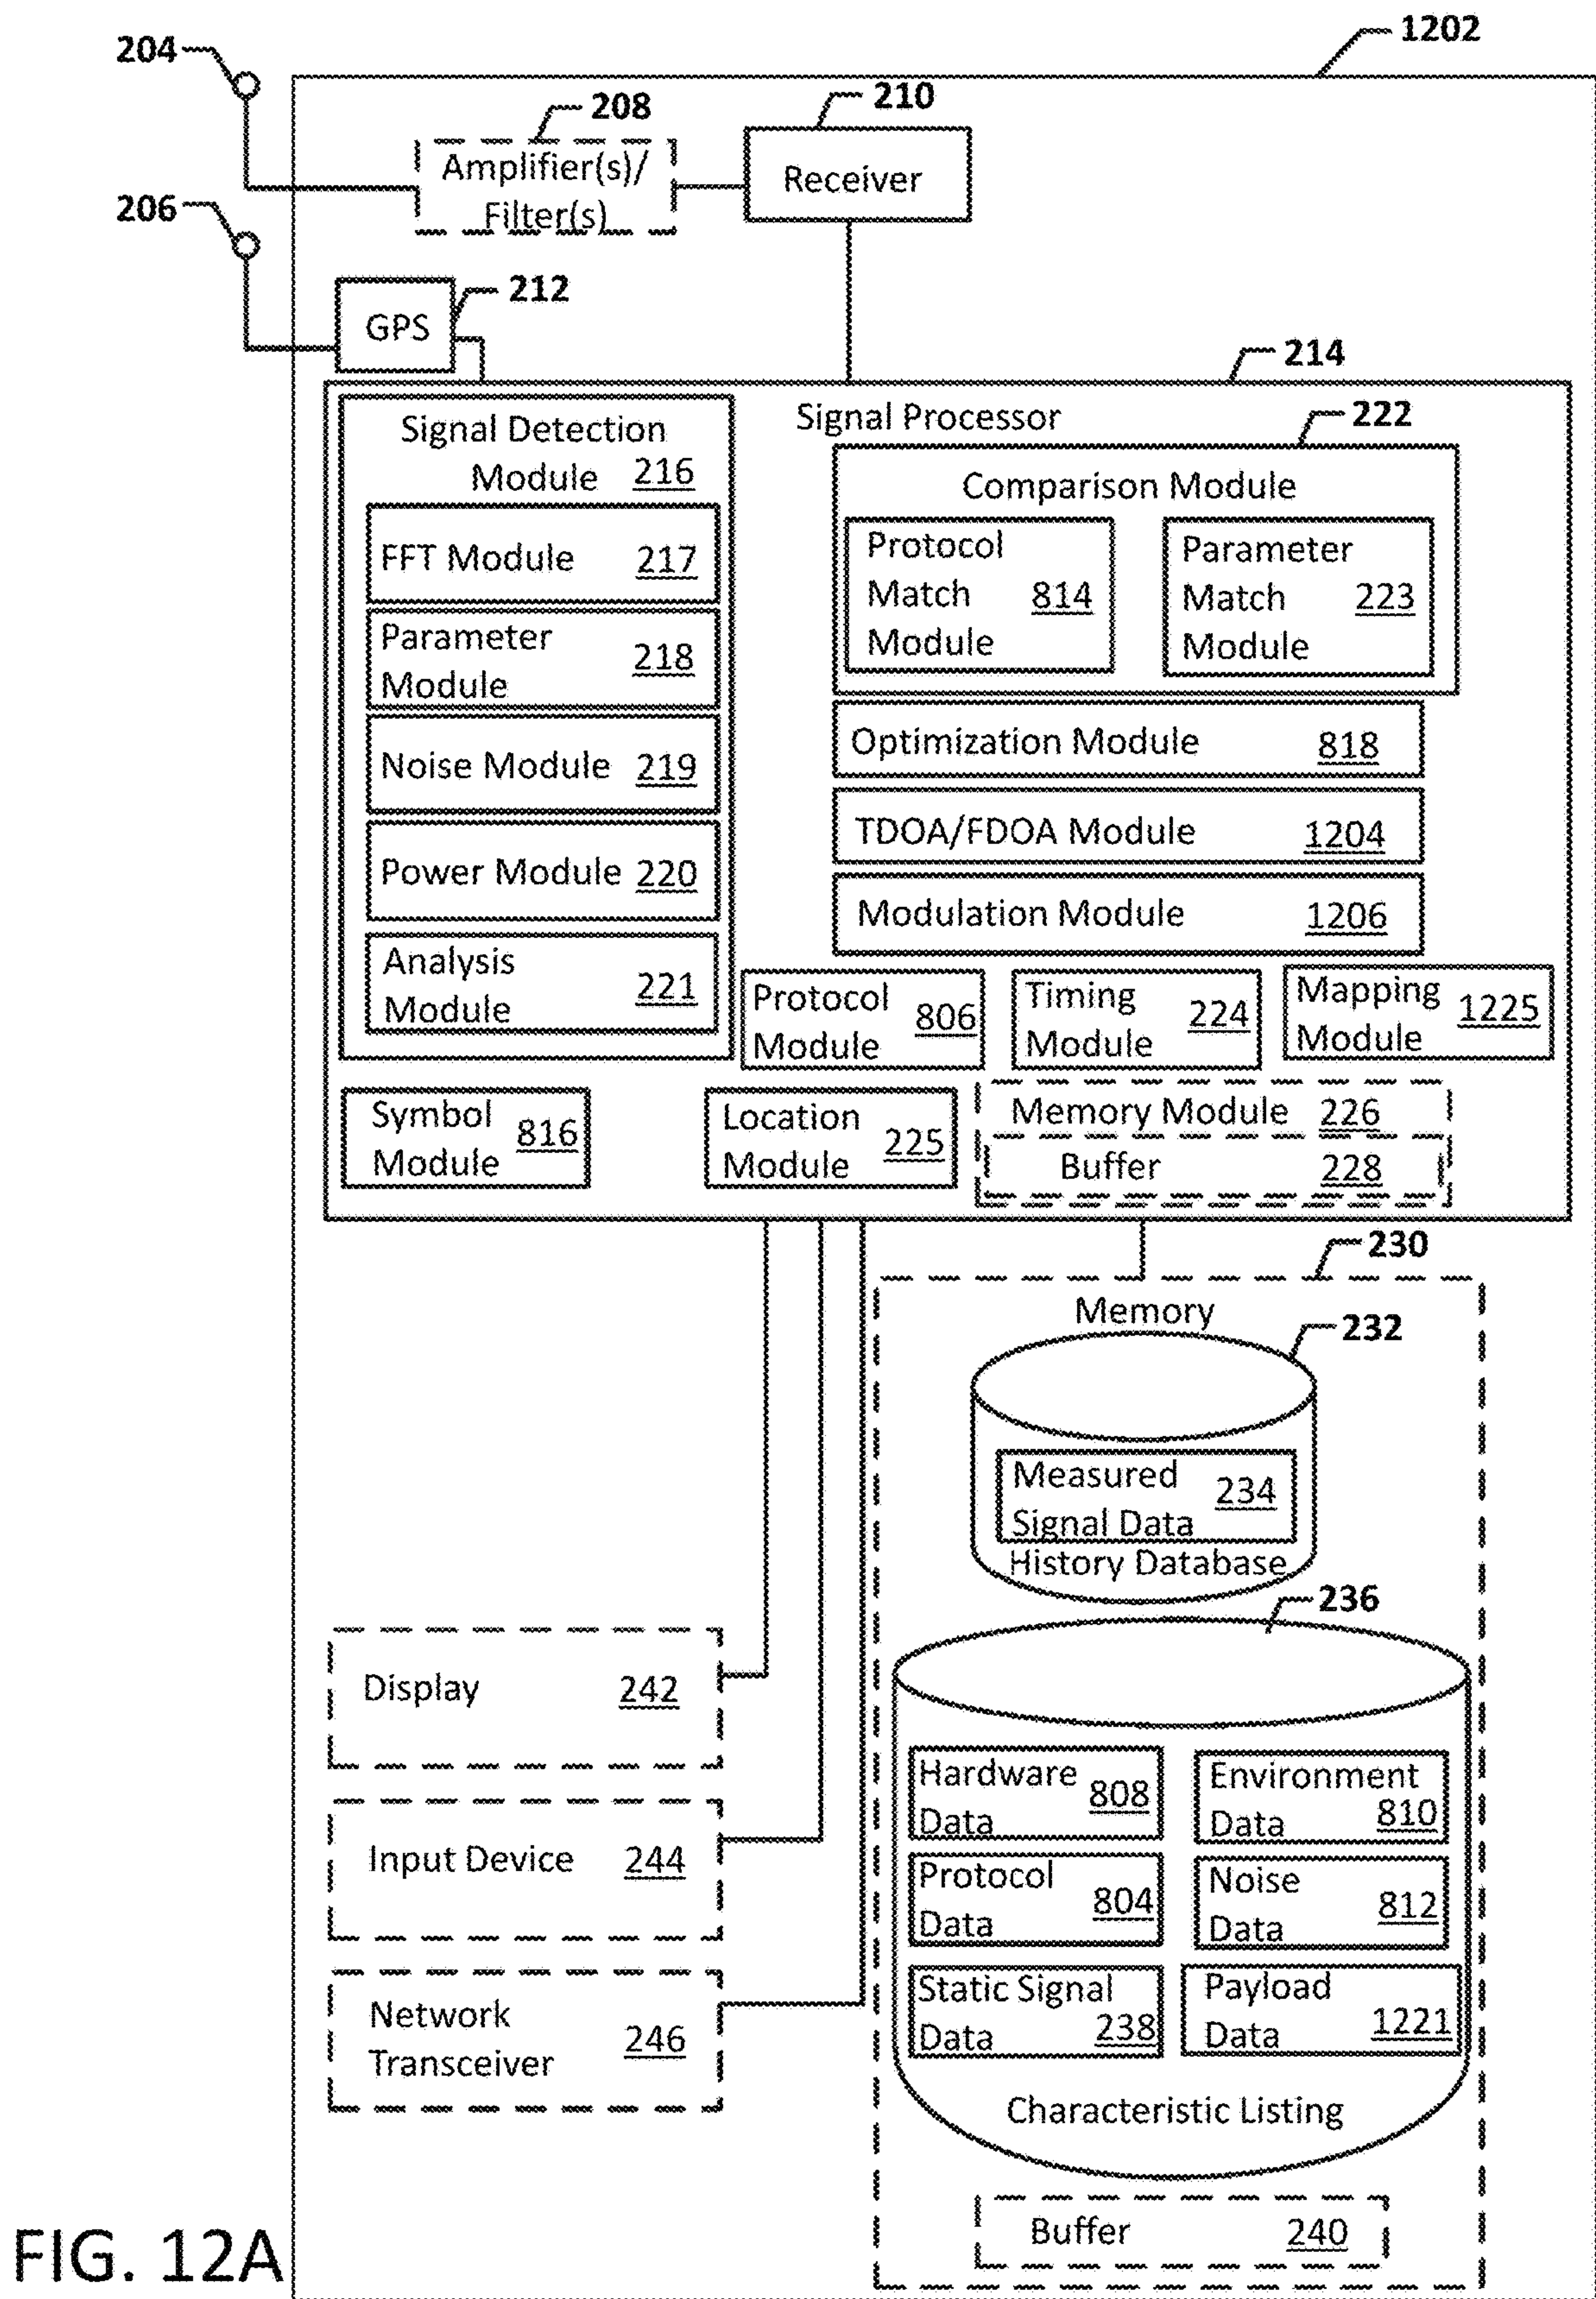 1202
204
208
210
Amplifier(s)/
Filter(s)
Receiver
206
212
GPS
214
Signal Processor
Signal Detection
Module 216
FFT Module 217
Parameter
Module 218
Noise Module 219
Power Module 220
Analysis
Module 221
222
Comparison Module
Protocol
Match 814
Module
Parameter
Match 223
Module
Optimization Module 818
TDOA/FDOA Module 1204
Modulation Module 1206
Protocol
Module 806
Timing
Module 224
Mapping
Module 1225
Symbol
Module 816
Location
Module 225
Memory Module 226
Buffer 228
230
Memory
232
Measured
Signal Data 234
History Database
236
Display 242
Input Device 244
Network
Transceiver 246
Hardware
Data 808
Environment
Data 810
Protocol
Data 804
Noise
Data 812
Static Signal
Data 238
Payload
Data 1221
Characteristic Listing
Buffer 240
FIG. 12A